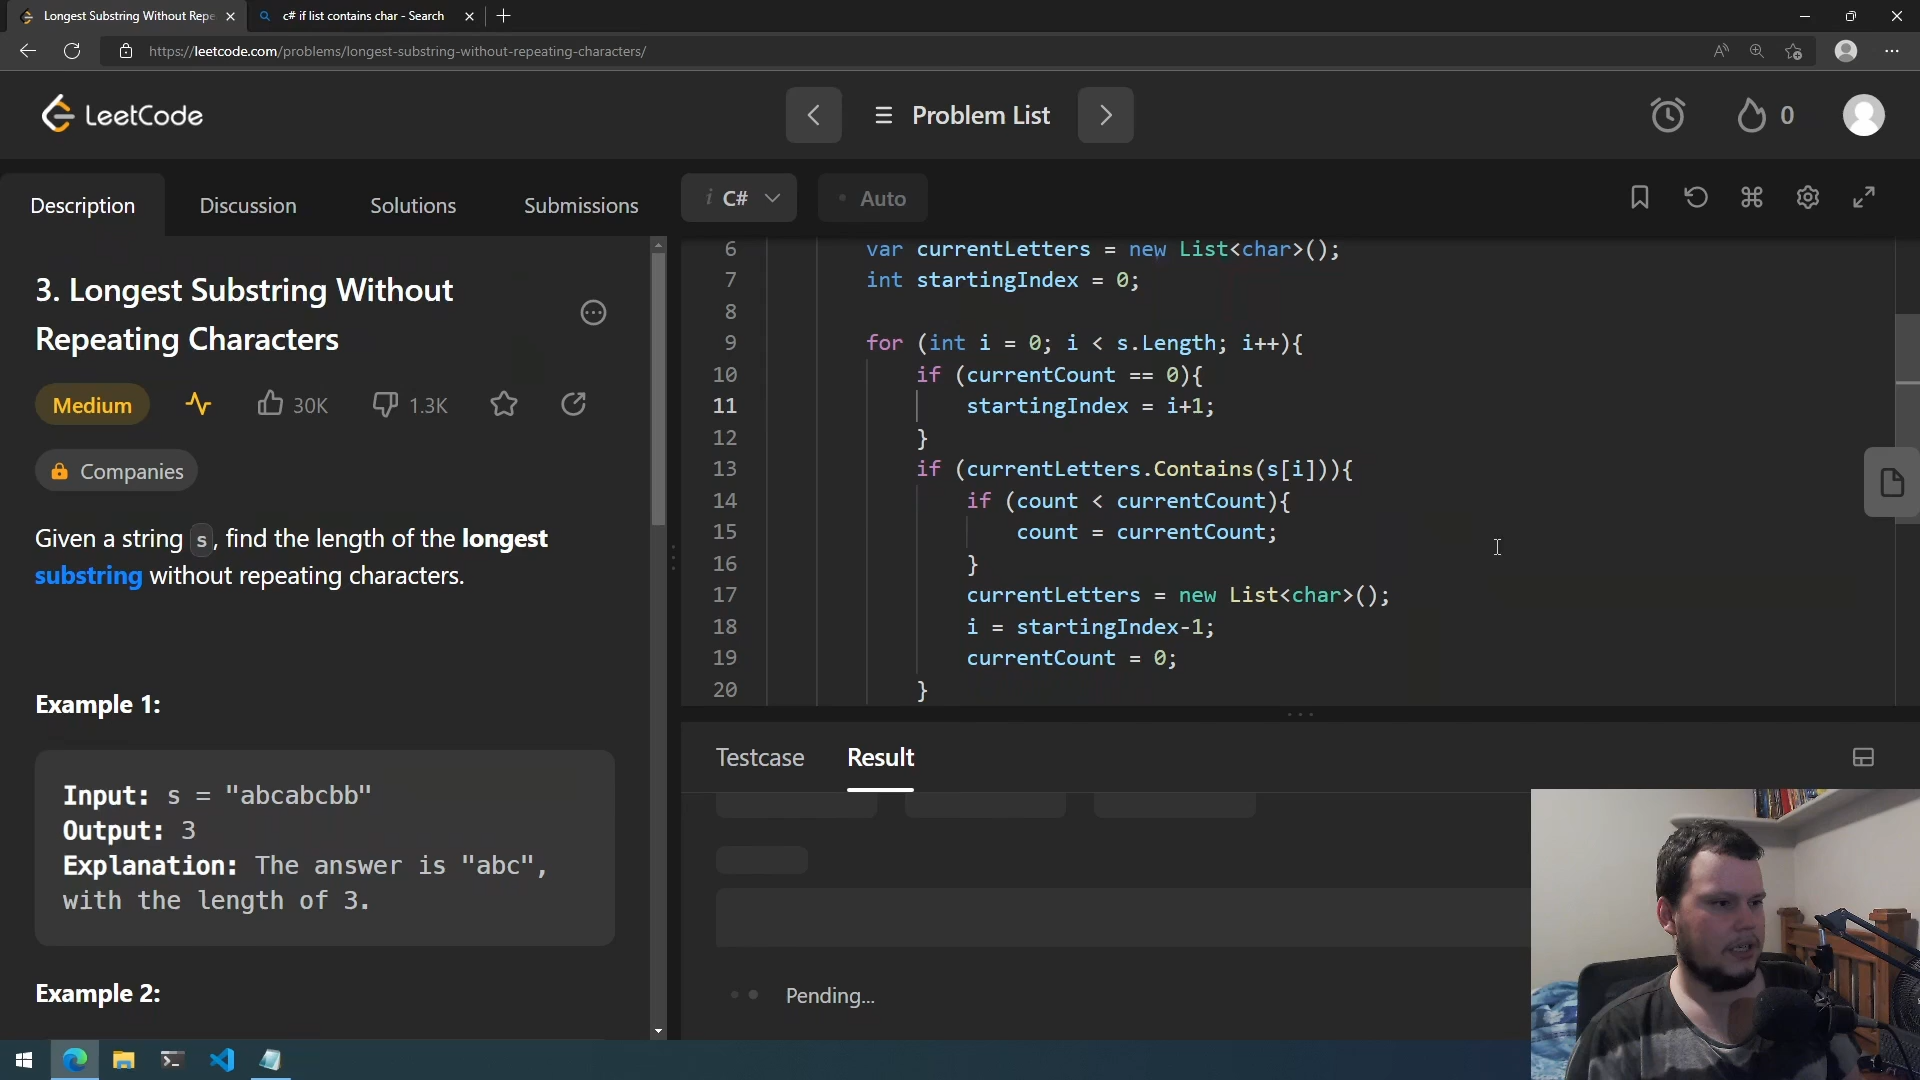 Longest Substring Without Repe
c# if list contains char - Search
https://leetcode.com/problems/longest-substring-without-repeating-characters/
LeetCode
Problem List
0
Description
Discussion
Solutions
Submissions
i C#
Auto
3. Longest Substring Without
Repeating Characters
Medium
30K
1.3K
Companies
Given a string s, find the length of the longest
substring without repeating characters.
Example 1:
Input: s = "abcabcbb"
Output: 3
Explanation: The answer is "abc",
with the length of 3.
Example 2:
6 var currentLetters = new List<char>();
7 int startingIndex = 0;
8
9 for (int i = 0; i < s.Length; i++){
10 if (currentCount == 0){
11 startingIndex = i+1;
12 }
13 if (currentLetters.Contains(s[i])){
14 if (count < currentCount){
15 count = currentCount;
16 }
17 currentLetters = new List<char>();
18 i = startingIndex-1;
19 currentCount = 0;
20 }
Testcase
Result
Pending...